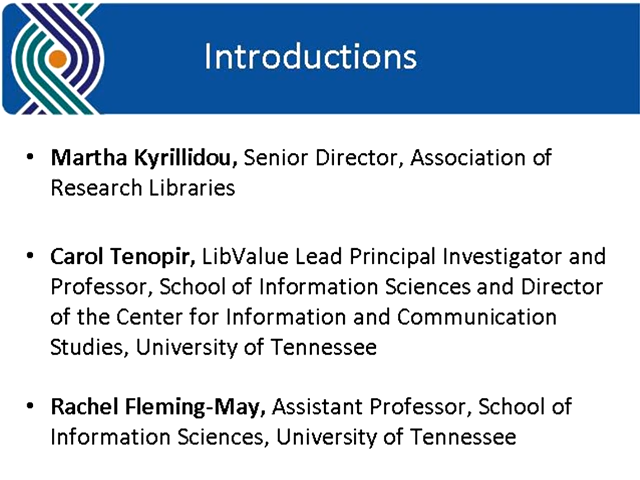 Introductions
• Martha Kyrillidou, Senior Director, Association of
Research Libraries
• Carol Tenopir, LibValue Lead Principal Investigator and
Professor, School of Information Sciences and Director
of the Center for Information and Communication
Studies, University of Tennessee
• Rachel Fleming-May, Assistant Professor, School of
Information Sciences, University of Tennessee